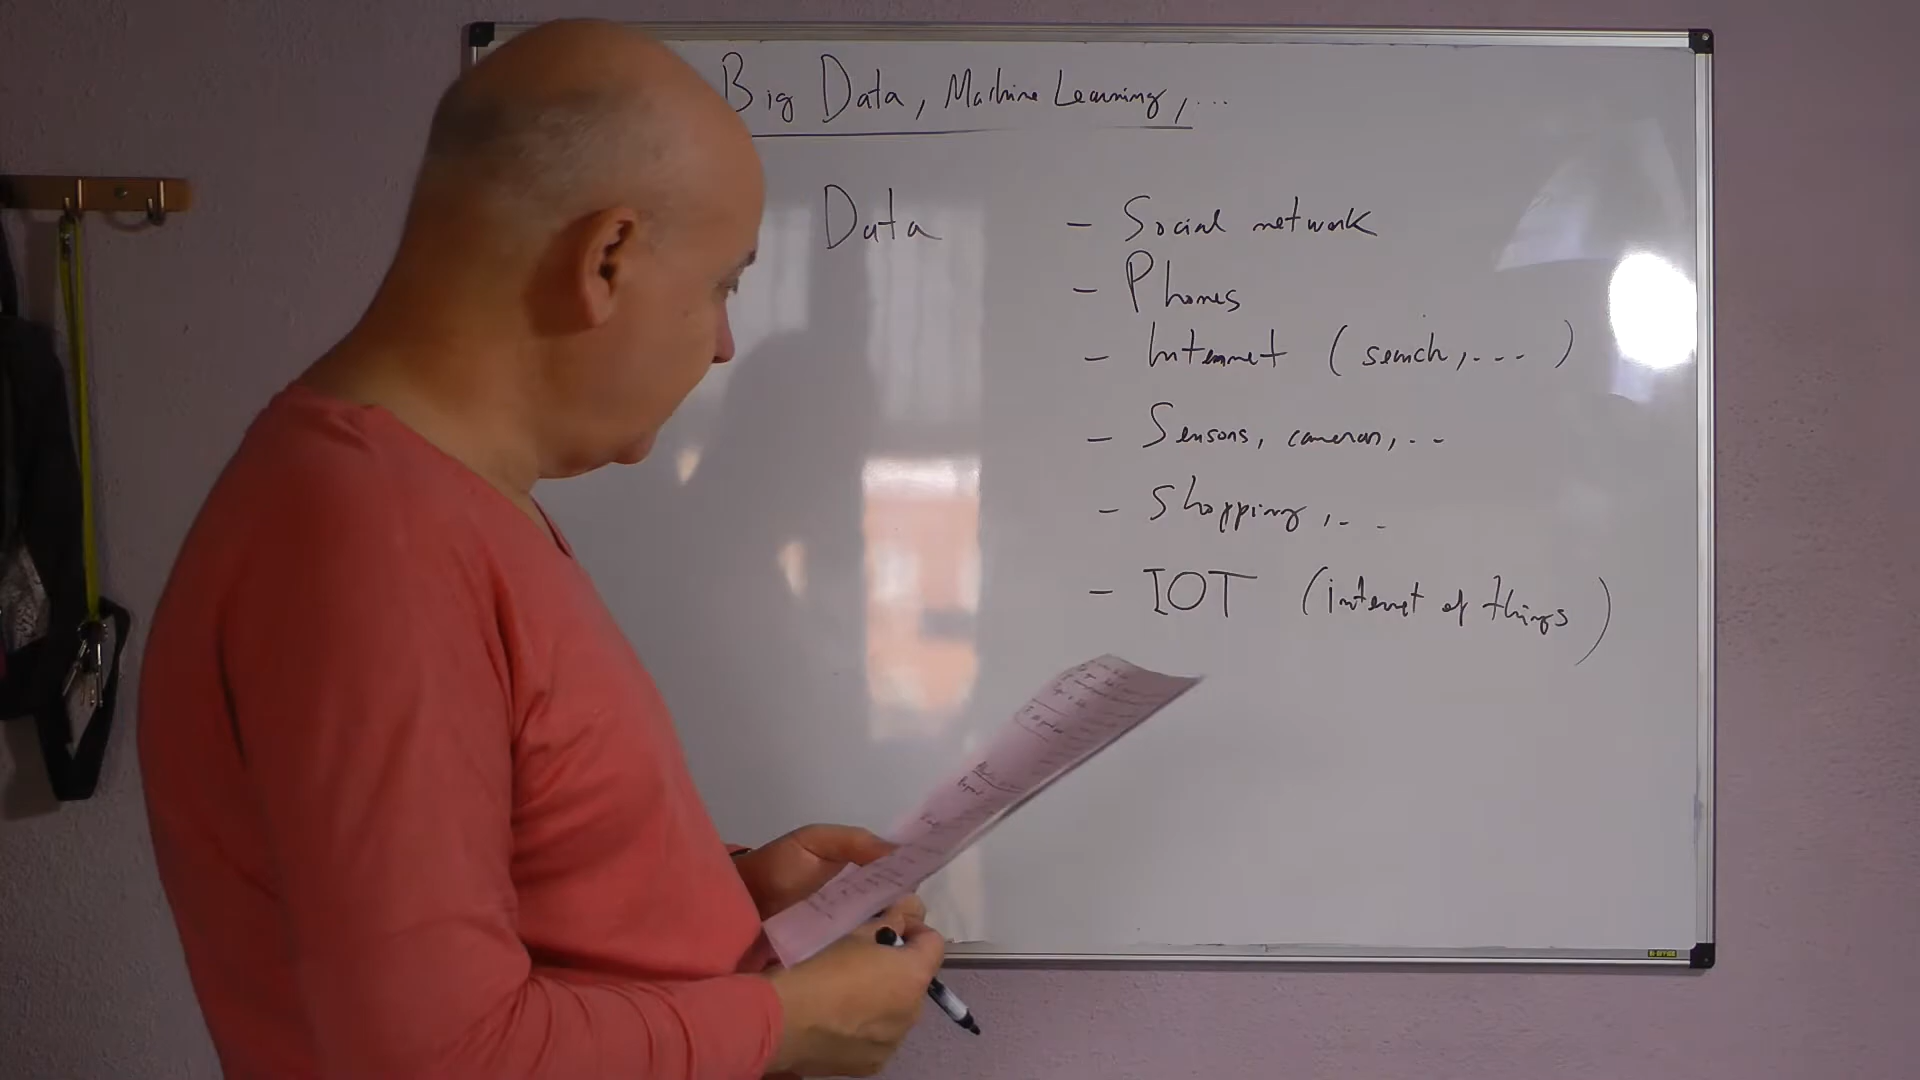 Big Data, Machine Learning, ...
Data
- Social network
- Phones
- Internet (search, ... )
- Sensors, cameras, ..
- Shopping, ..
- IOT (internet of things)